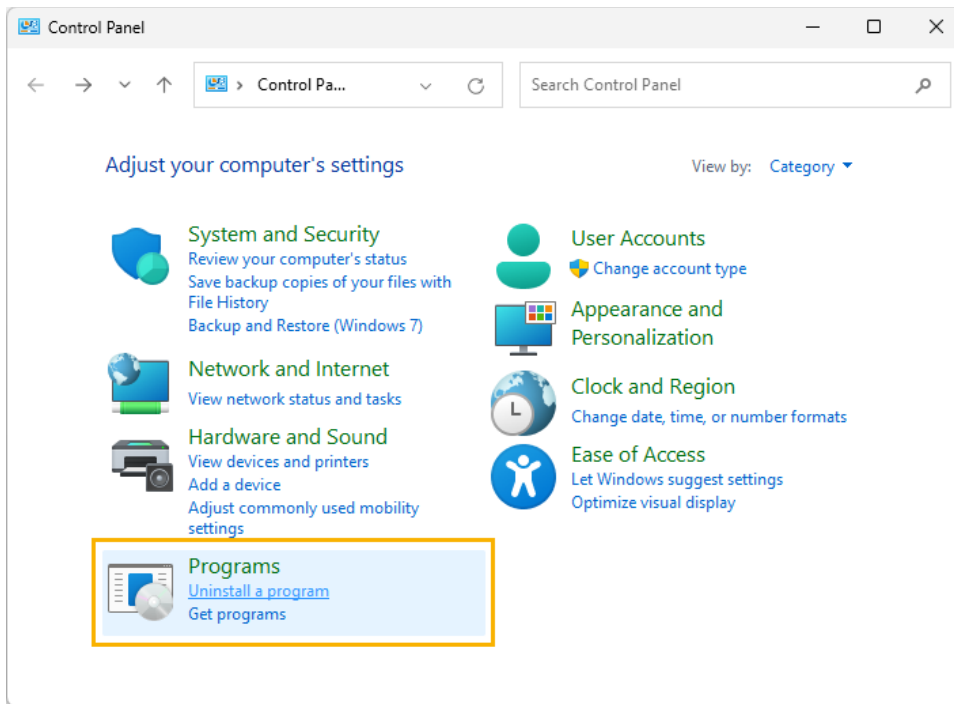 Control Panel
Control Pa...
Search Control Panel
Adjust your computer's settings
View by: Category
System and Security
Review your computer's status
Save backup copies of your files with
File History
Backup and Restore (Windows 7)
Network and Internet
View network status and tasks
Hardware and Sound
View devices and printers
Add a device
Adjust commonly used mobility
settings
Programs
Uninstall a program
Get programs
User Accounts
Change account type
Appearance and
Personalization
Clock and Region
Change date, time, or number formats
Ease of Access
Let Windows suggest settings
Optimize visual display